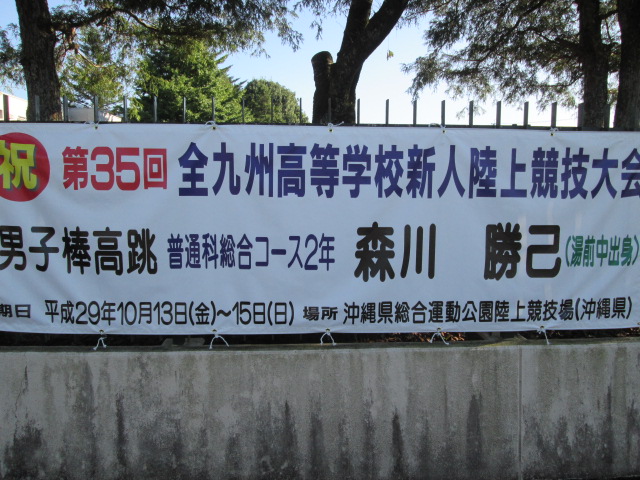 祝 第35回 全九州高等学校新人陸上競技大会
男子棒高跳 普通科総合コース2年 森川 勝己(湯前中出身)
期日 平成29年10月13日(金)~15日(日) 場所 沖縄県総合運動公園陸上競技場(沖縄県)